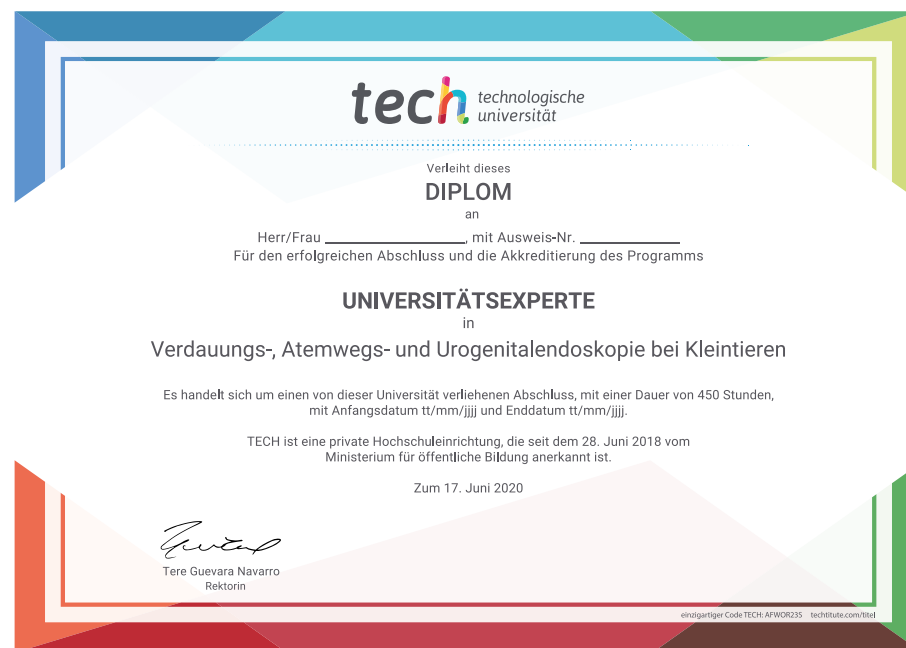 tech technologische
universität
Verleiht dieses
DIPLOM
an
Herr/Frau ____________, mit Ausweis-Nr. ____________
Für den erfolgreichen Abschluss und die Akkreditierung des Programms
UNIVERSITÄTSEXPERTE
in
Verdauungs-, Atemwegs- und Urogenitalendoskopie bei Kleintieren
Es handelt sich um einen von dieser Universität verliehenen Abschluss, mit einer Dauer von 450 Stunden,
mit Anfangsdatum tt/mm/jjjj und Enddatum tt/mm/jjjj.
TECH ist eine private Hochschuleinrichtung, die seit dem 28. Juni 2018 vom
Ministerium für öffentliche Bildung anerkannt ist.
Zum 17. Juni 2020
Tere Guevara Navarro
Rektorin
einzigartiger Code TECH: AFWOR23S techtitute.com/titel